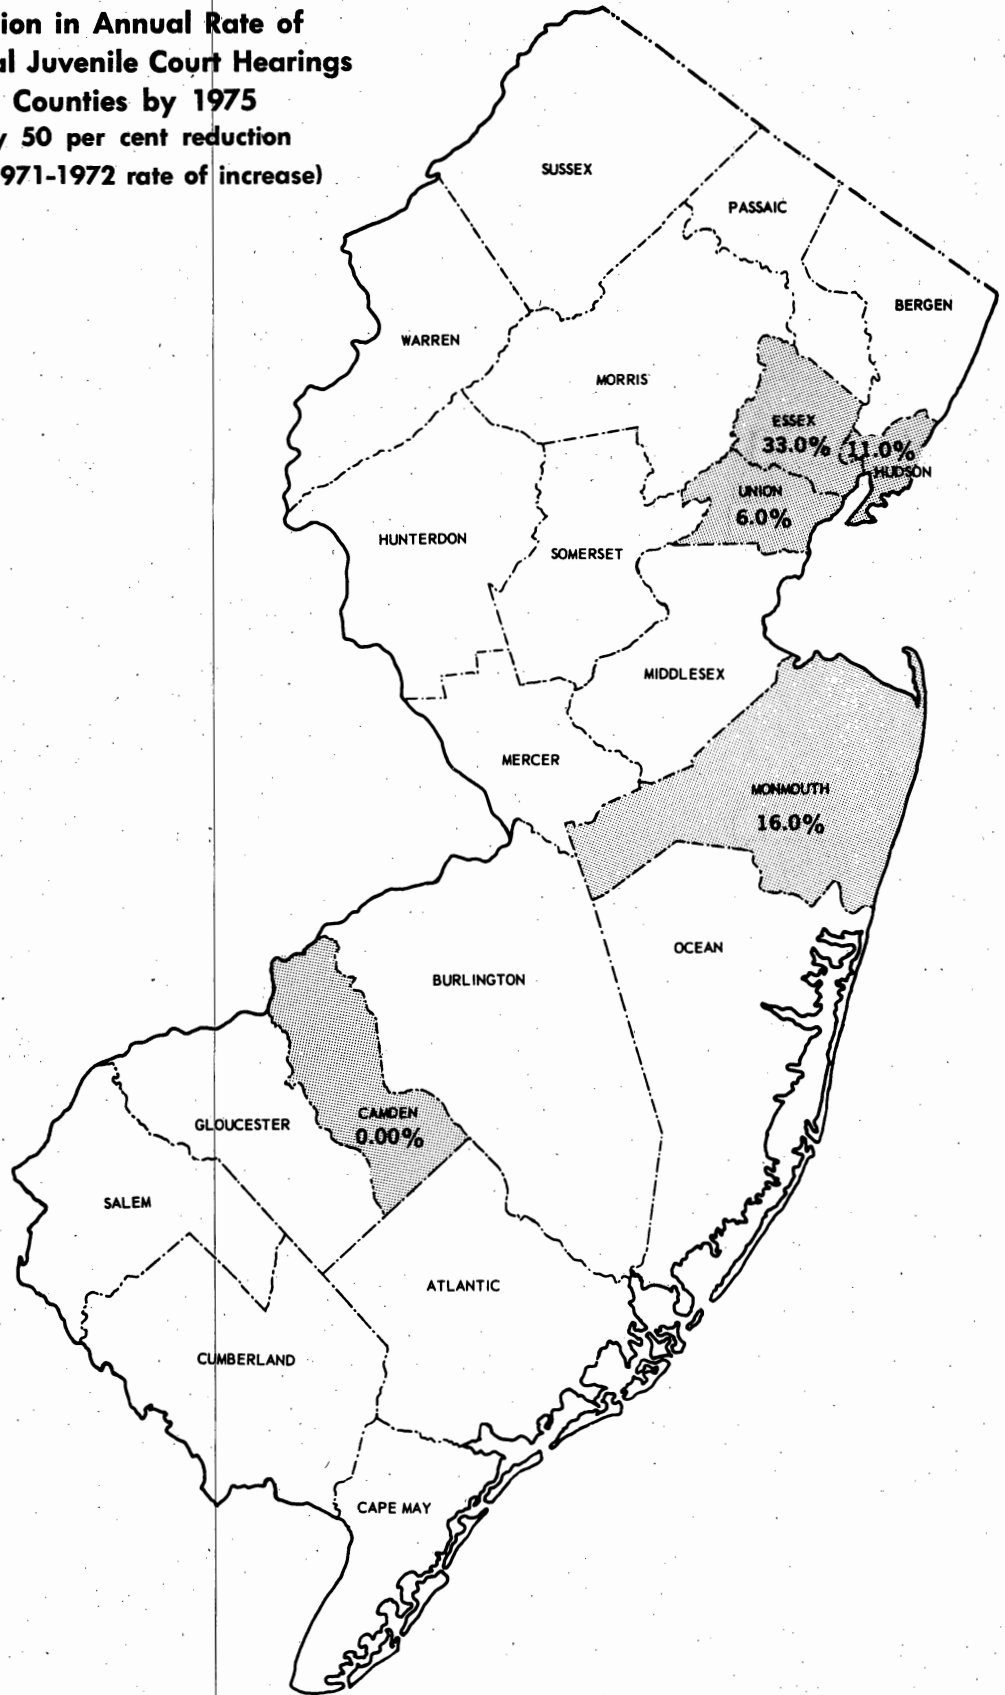 ion in Annual Rate of
al Juvenile Court Hearings
Counties by 1975
y 50 per cent reduction
971-1972 rate of increase)
SUSSEX
PASSAIC
BERGEN
WARREN
MORRIS
ESSEX
33.0%
11.0%
HUDSON
UNION
6.0%
HUNTERDON
SOMERSET
MIDDLESEX
MERCER
MONMOUTH
16.0%
OCEAN
BURLINGTON
CAMDEN
0.00%
GLOUCESTER
SALEM
ATLANTIC
CUMBERLAND
CAPE MAY